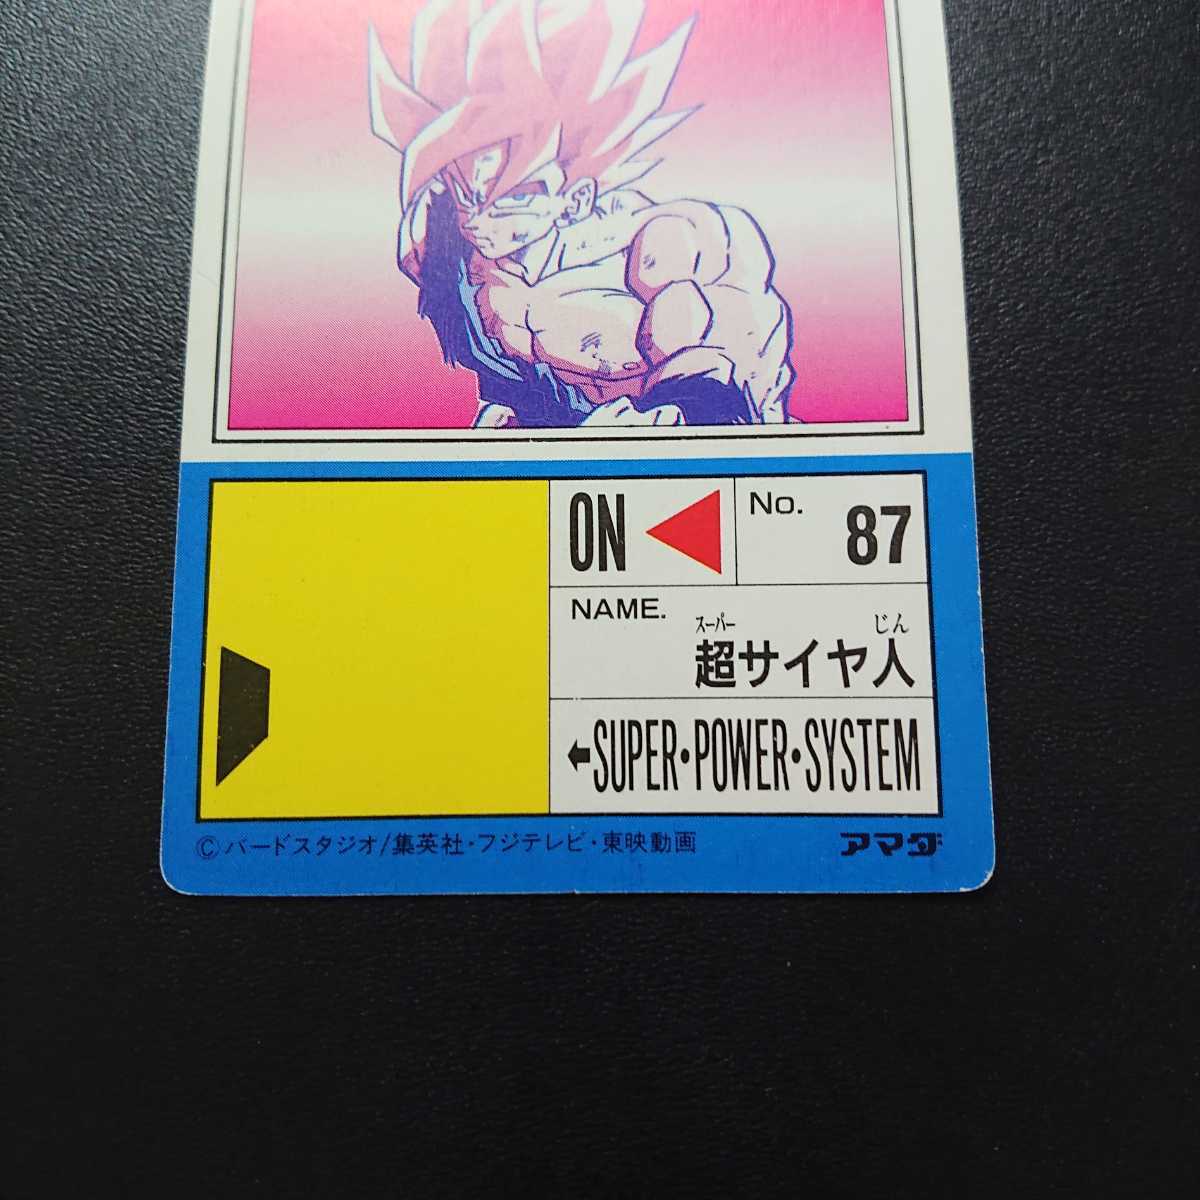 ON
No. 87
NAME.
スーパー じん
超サイヤ人
SUPER・POWER・SYSTEM
©バードスタジオ/集英社・フジテレビ・東映動画
アマダ